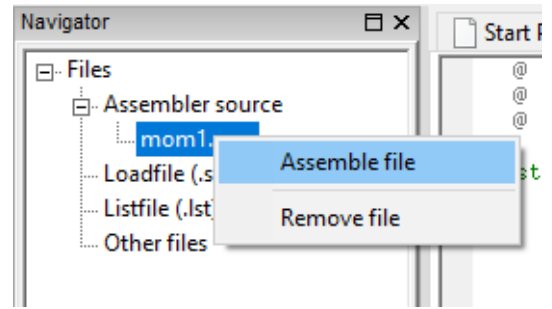 Navigator
Start
Files
@
Assembler source
@
mom1.
@
Assemble file
Loadfile (.s
st
Listfile (.lst)
Remove file
Other files